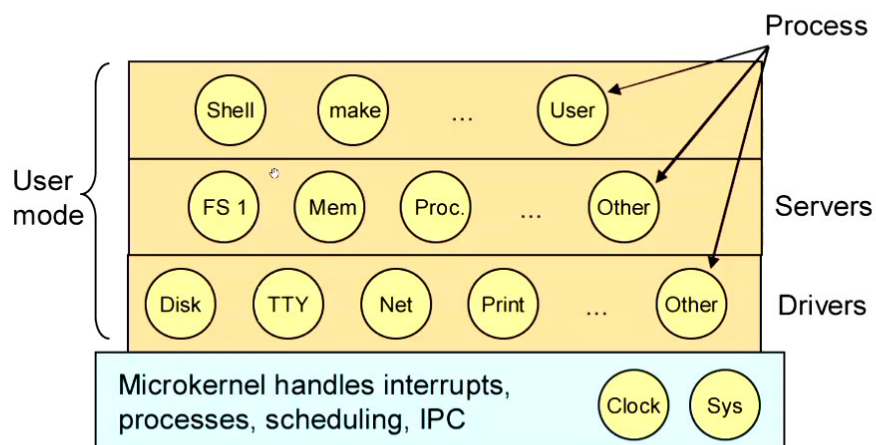 Process
Shell make ... User
User
mode
FS 1 Mem Proc. ... Other Servers
Disk TTY Net Print ... Other Drivers
Microkernel handles interrupts,
processes, scheduling, IPC
Clock Sys